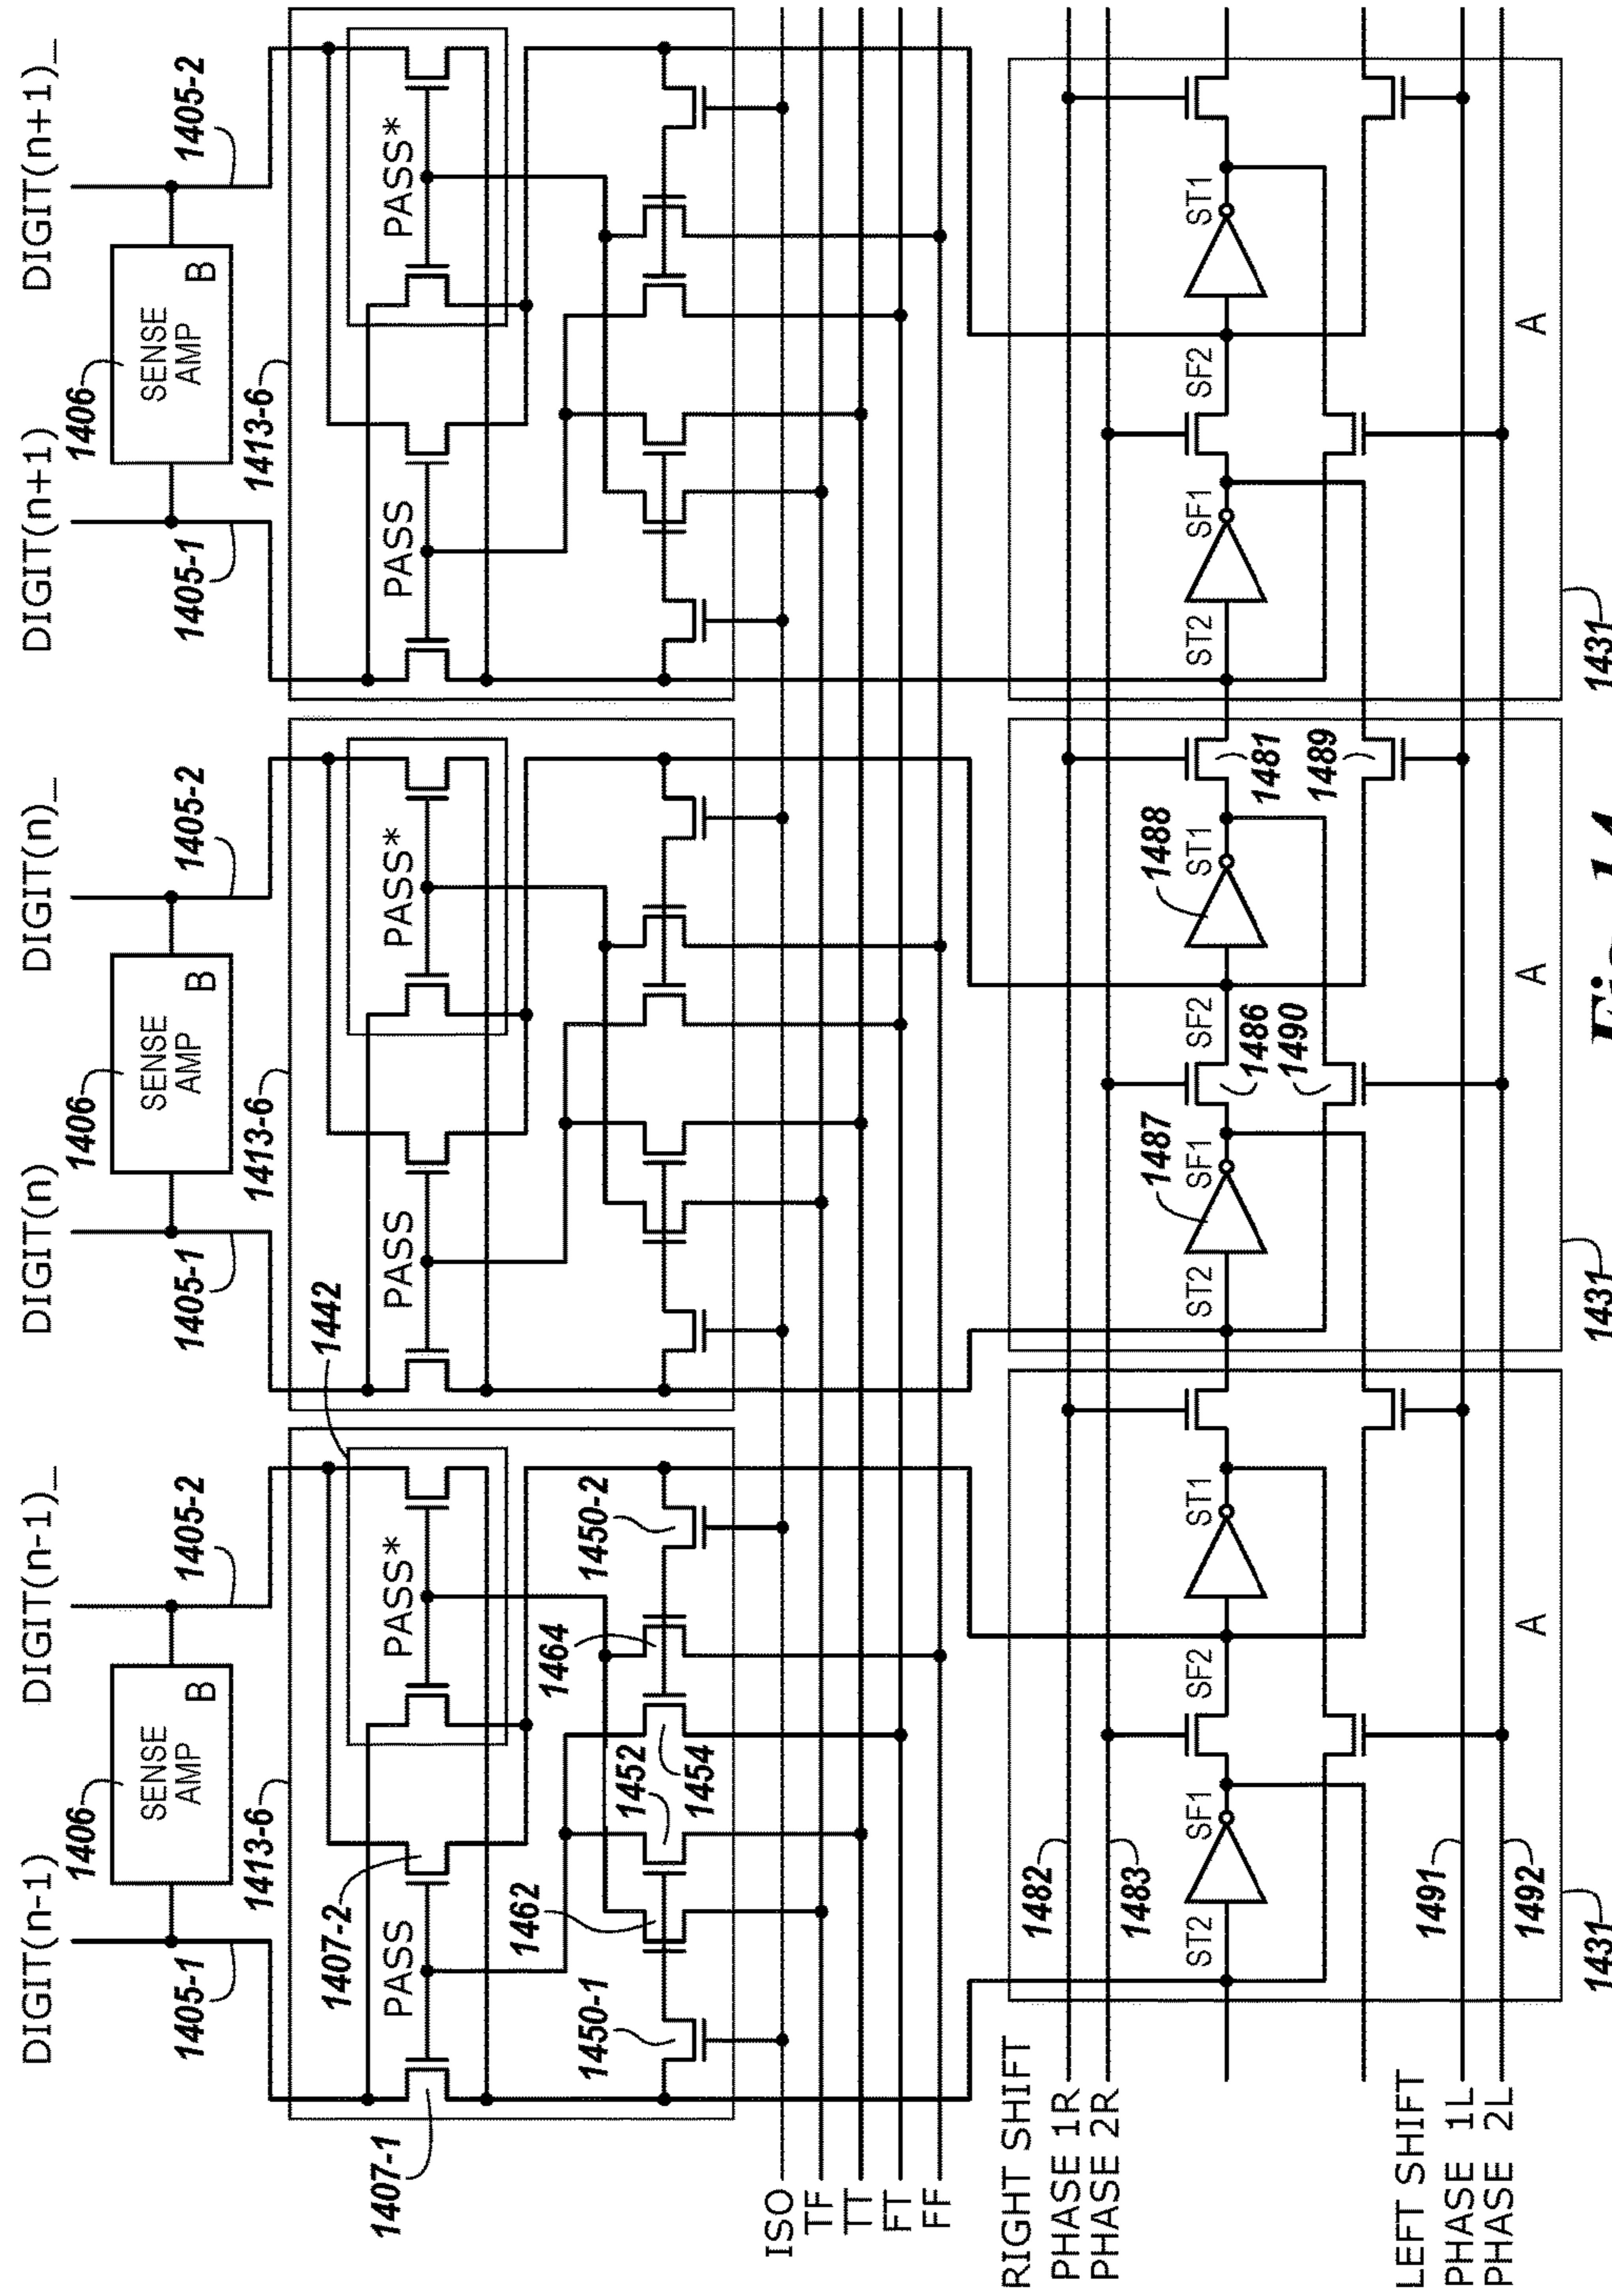 DIGIT(n-1)
DIGIT(n-1)_
DIGIT(n)
DIGIT(n)_
DIGIT(n+1)
DIGIT(n+1)_
1406
1406
1406
SENSE
AMP
B
SENSE
AMP
B
SENSE
AMP
B
1405-1
1405-2
1405-1
1405-2
1405-1
1405-2
1413-6
1442
1413-6
1413-6
1407-2
1407-1
PASS
PASS*
PASS
PASS*
PASS
PASS*
1462
1464
1450-1
1450-2
1452
1454
ISO
TF
TT
FT
FF
RIGHT SHIFT
PHASE 1R
PHASE 2R
1482
1483
1487
1488
ST2
SF1
SF2
ST1
ST2
SF1
SF2
ST1
ST2
SF1
SF2
ST1
1486
1481
1490
1489
LEFT SHIFT
PHASE 1L
PHASE 2L
1491
1492
A
A
A
1431
1431
1431
Fig. 14